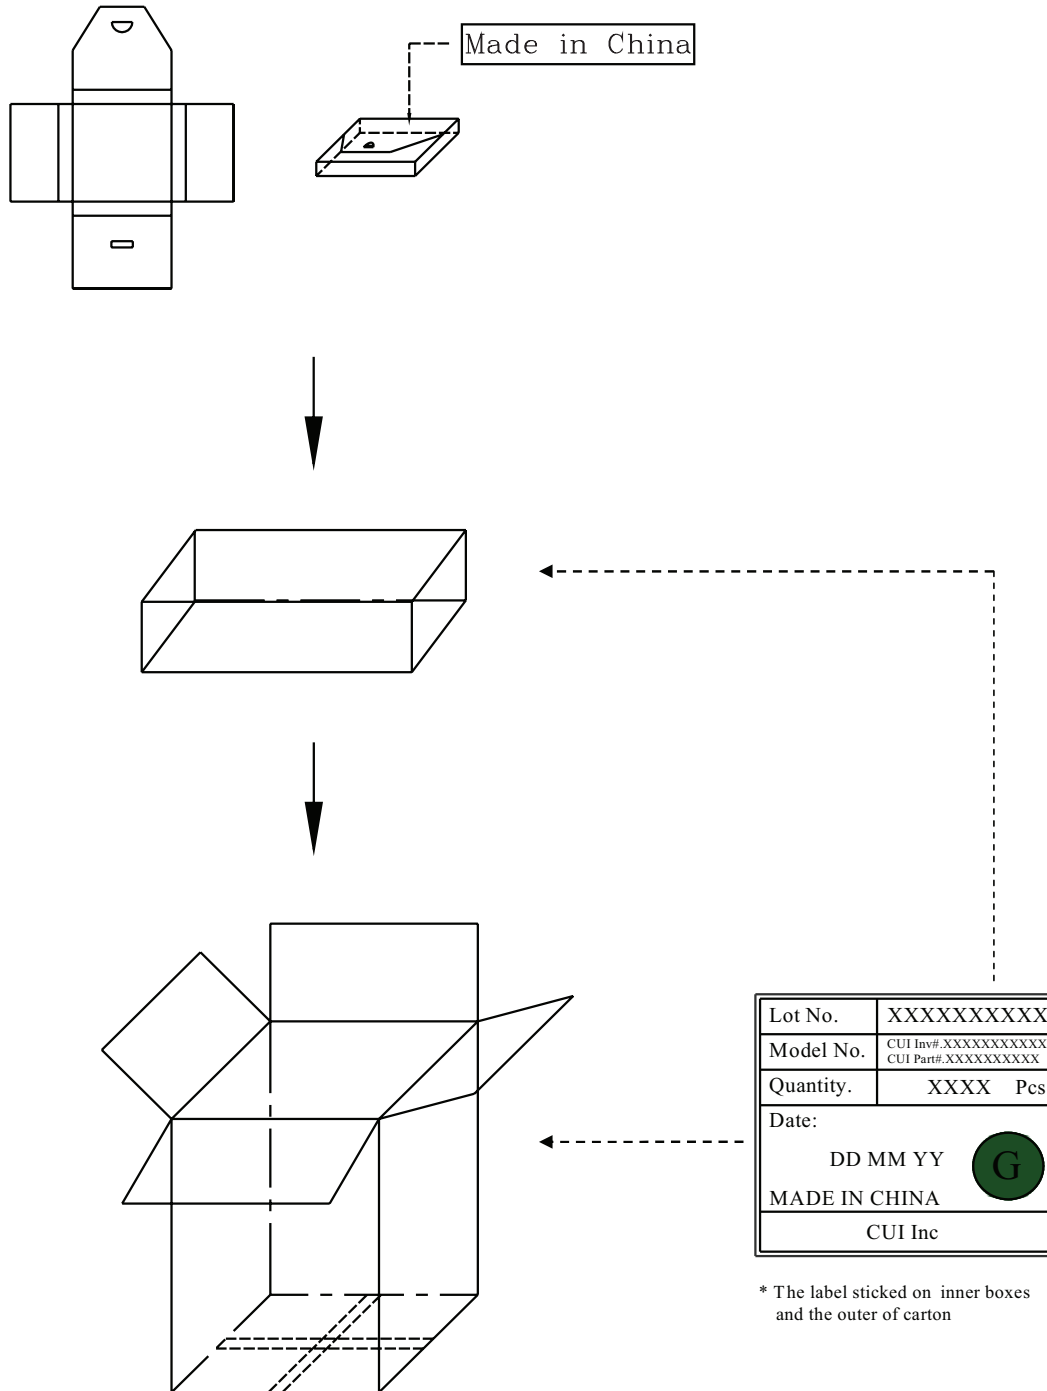 Made in China
Lot No. XXXXXXXXXX
Model No. CUI Inv#.XXXXXXXXXXX
CUI Part#.XXXXXXXXXX
Quantity. XXXX Pcs
Date:
DD MM YY
G
MADE IN CHINA
CUI Inc
* The label sticked on inner boxes
and the outer of carton